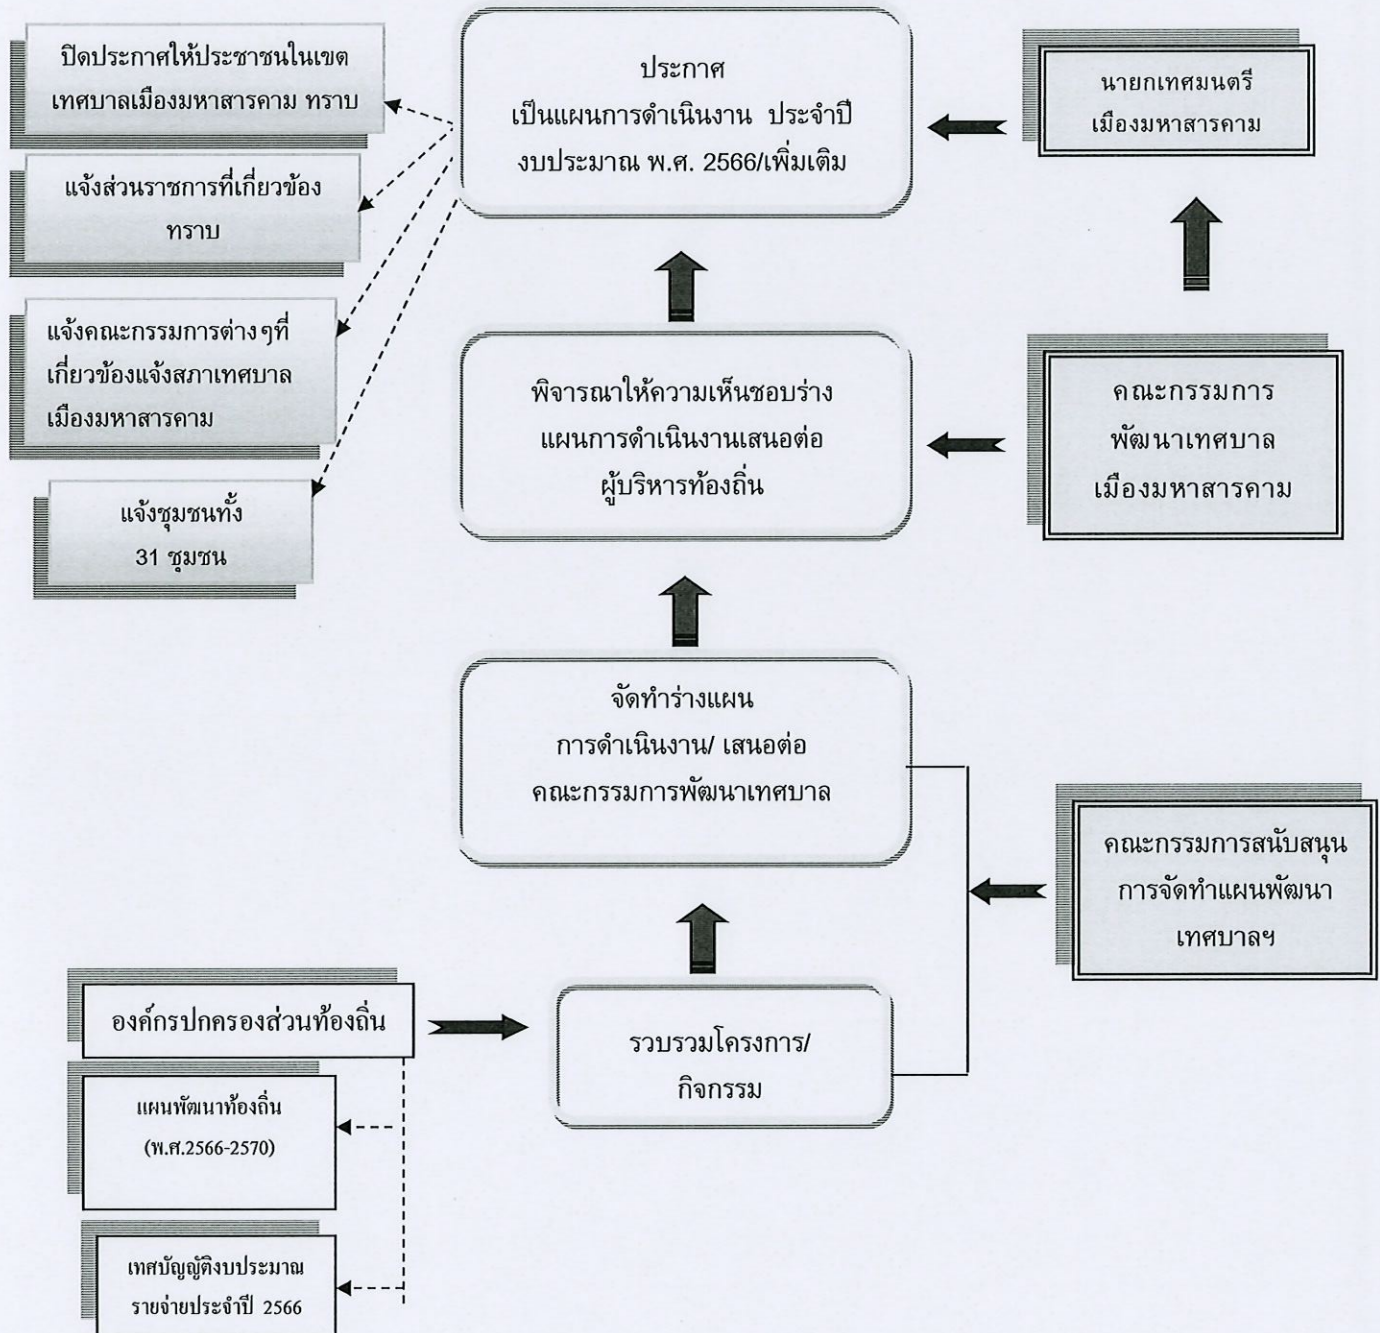 ปิดประกาศให้ประชาชนในเขต
เทศบาลเมืองมหาสารคาม ทราบ
แจ้งส่วนราชการที่เกี่ยวข้อง
ทราบ
แจ้งคณะกรรมการต่างๆที่
เกี่ยวข้องแจ้งสภาเทศบาล
เมืองมหาสารคาม
แจ้งชุมชนทั้ง
31 ชุมชน
ประกาศ
เป็นแผนการดำเนินงาน ประจำปี
งบประมาณ พ.ศ. 2566/เพิ่มเติม
นายกเทศมนตรี
เมืองมหาสารคาม
พิจารณาให้ความเห็นชอบร่าง
แผนการดำเนินงานเสนอต่อ
ผู้บริหารท้องถิ่น
คณะกรรมการ
พัฒนาเทศบาล
เมืองมหาสารคาม
จัดทำร่างแผน
การดำเนินงาน/ เสนอต่อ
คณะกรรมการพัฒนาเทศบาล
คณะกรรมการสนับสนุน
การจัดทำแผนพัฒนา
เทศบาลฯ
องค์กรปกครองส่วนท้องถิ่น
รวบรวมโครงการ/
กิจกรรม
แผนพัฒนาท้องถิ่น
(พ.ศ.2566-2570)
เทศบัญญัติงบประมาณ
รายจ่ายประจำปี 2566